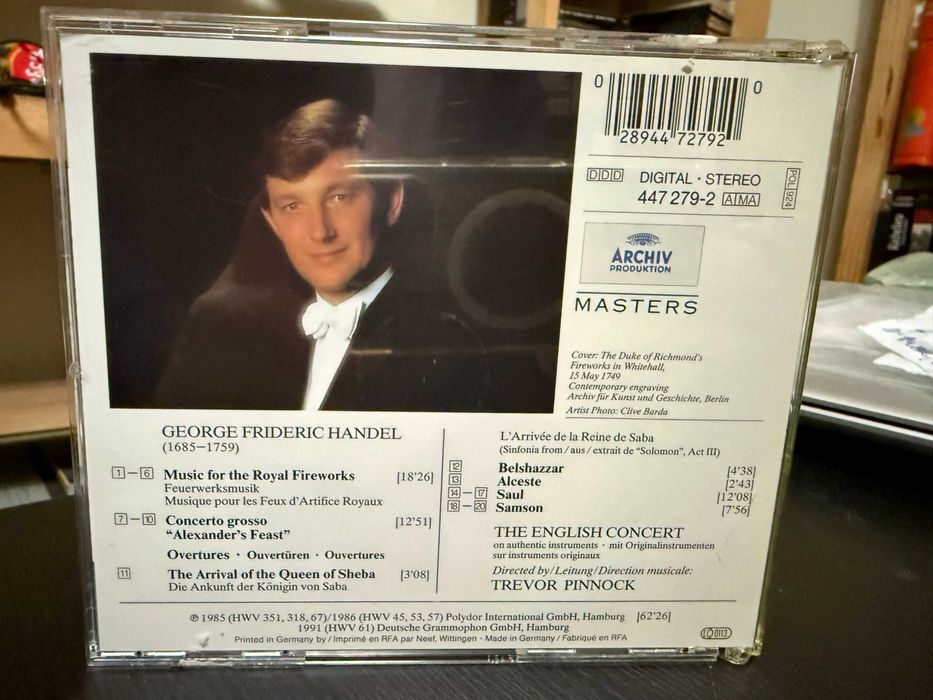 0 28944 72792 0
DDD DIGITAL · STEREO
447 279-2 AMA
POL 924
ARCHIV
PRODUKTION
MASTERS
Cover: The Duke of Richmond's
Fireworks in Whitehall,
15 May 1749
Contemporary engraving
Archiv für Kunst und Geschichte, Berlin
Artist Photo: Clive Barda
GEORGE FRIDERIC HANDEL
(1685–1759)
1 – 6 Music for the Royal Fireworks [18'26]
Feuerwerksmusik
Musique pour les Feux d'Artifice Royaux
7 – 10 Concerto grosso [12'51]
"Alexander's Feast"
Overtures · Ouvertüren · Ouvertures
11 The Arrival of the Queen of Sheba [3'08]
Die Ankunft der Königin von Saba
L'Arrivée de la Reine de Saba
(Sinfonia from / aus / extrait de "Solomon", Act III)
12 Belshazzar [4'38]
13 Alceste [2'43]
14 – 17 Saul [12'08]
18 – 20 Samson [7'56]
THE ENGLISH CONCERT
on authentic instruments · mit Originalinstrumenten
sur instruments originaux
Directed by/Leitung/Direction musicale:
TREVOR PINNOCK
℗ 1985 (HWV 351, 318, 67)/1986 (HWV 45, 53, 57) Polydor International GmbH, Hamburg [62'26]
1991 (HWV 61) Deutsche Grammophon GmbH, Hamburg
Printed in Germany by / Imprimé en RFA par Neef, Wittingen · Made in Germany / Fabriqué en RFA